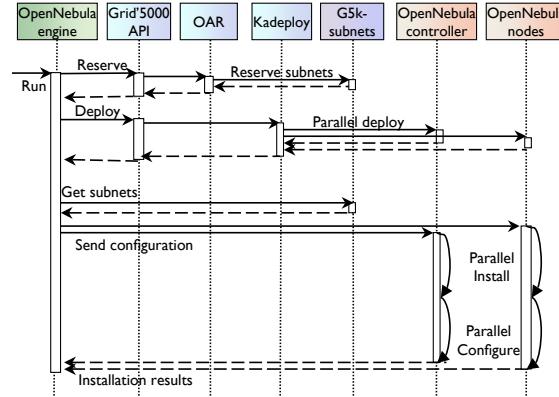 OpenNebula
engine
Grid'5000
API
OAR
Kadeploy
G5k-
subnets
OpenNebula
controller
OpenNebula
nodes
Run
Reserve
Reserve subnets
Deploy
Parallel deploy
Get subnets
Send configuration
Parallel
Install
Parallel
Configure
Installation results